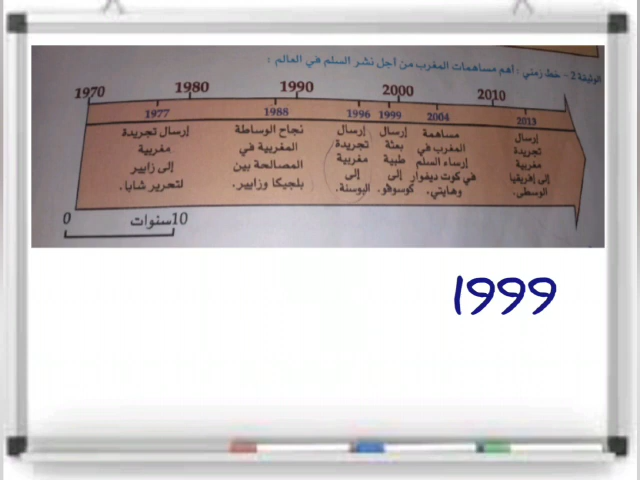 الوثيقة 2 - خط زمني : أهم مساهمات المغرب من أجل نشر السلم في العالم :
1970 1980 1990 2000 2010
1977 1988 1996 1999 2004 2013
إرسال تجريدة
مغربية
إلى زايير
لتحرير شابا.
نجاح الوساطة
المغربية في
المصالحة بين
بلجيكا وزايير.
إرسال
تجريدة
مغربية
إلى
البوسنة.
إرسال
بعثة
طبية
إلى
كوسوفو.
مساهمة
المغرب في
إرساء السلم
في كوت ديفوار
وهايتي.
إرسال
تجريدة
مغربية
إلى إفريقيا
الوسطى.
0 10سنوات
1999